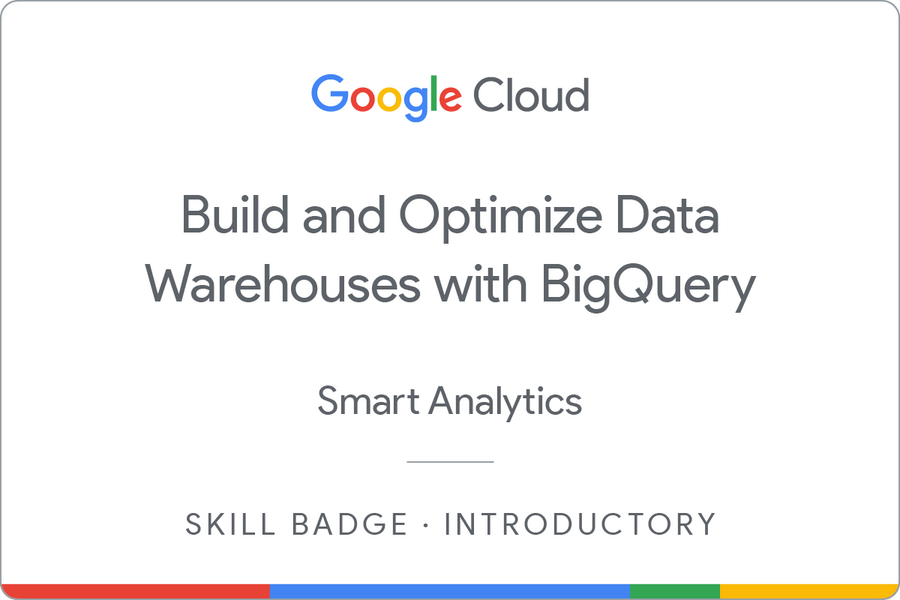 Google Cloud
Build and Optimize Data
Warehouses with BigQuery
Smart Analytics
SKILL BADGE · INTRODUCTORY